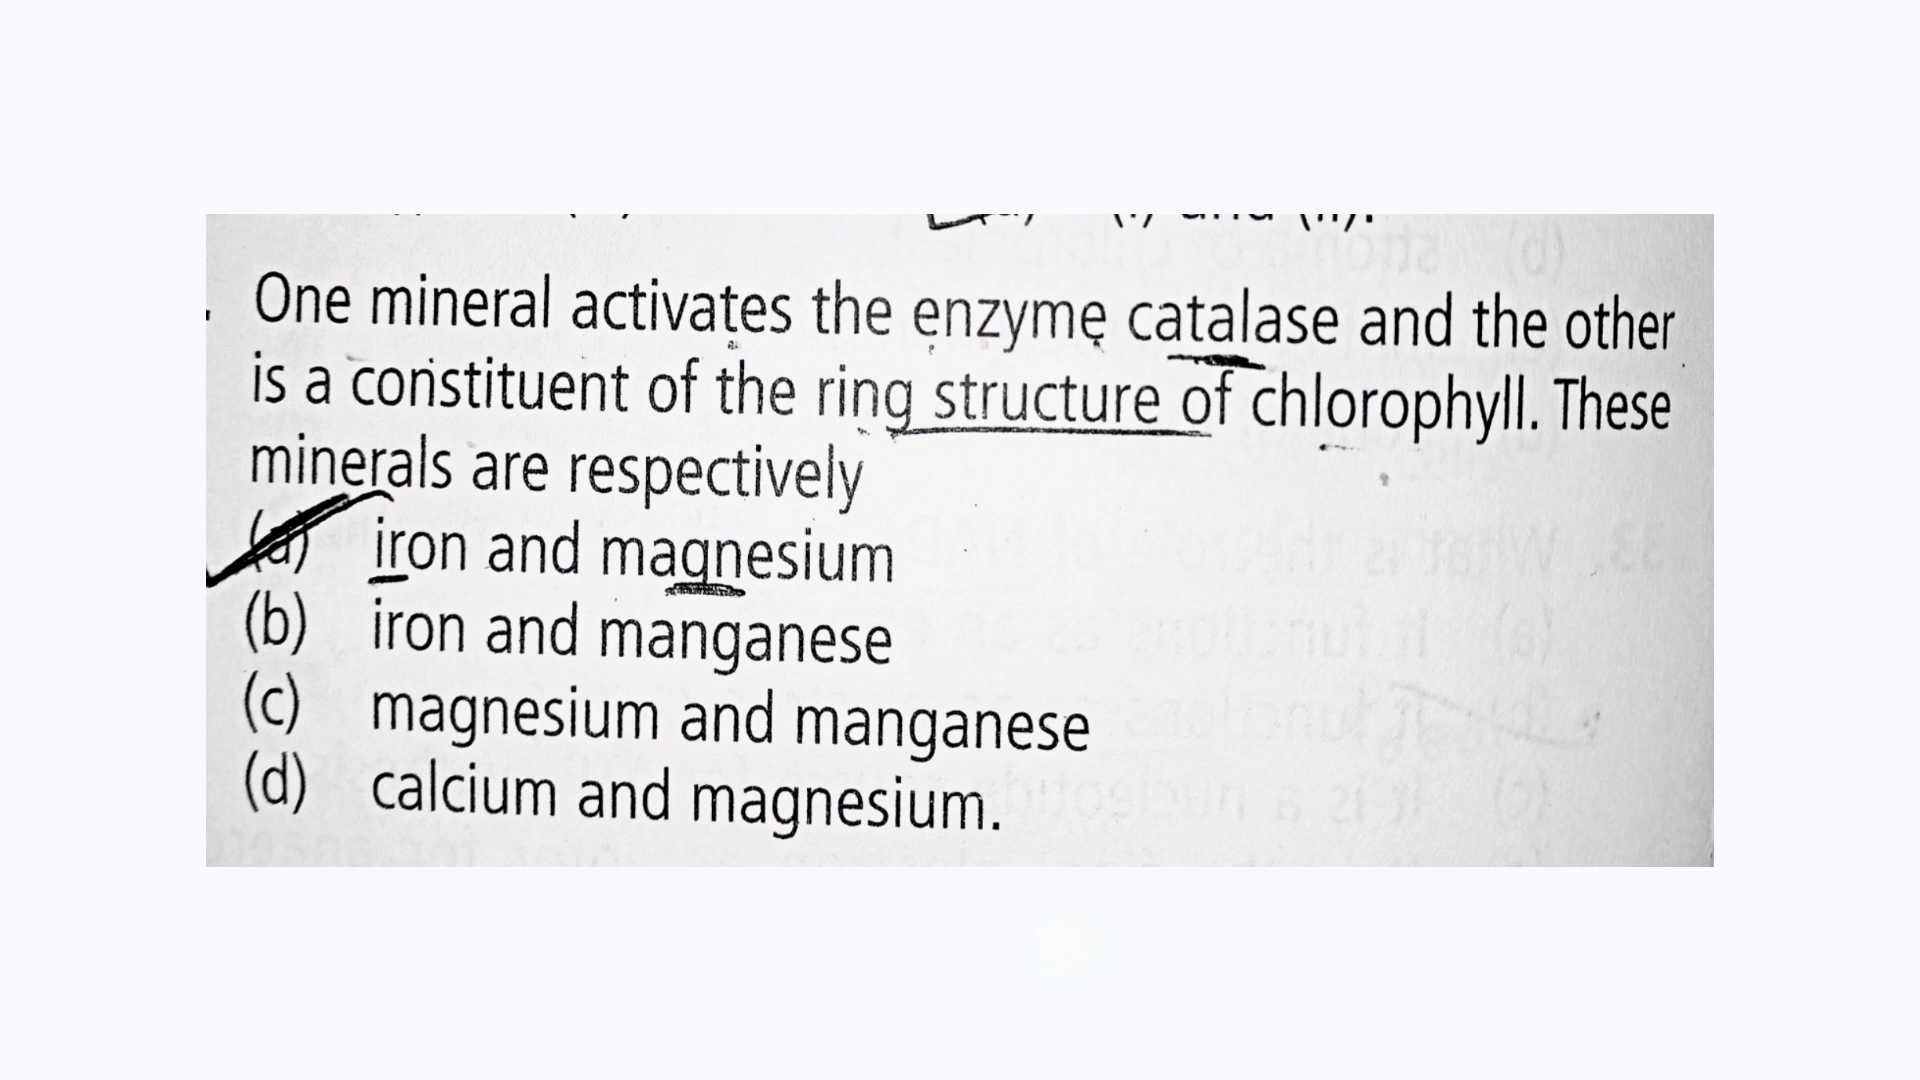 One mineral activates the enzyme catalase and the other
is a constituent of the ring structure of chlorophyll. These
minerals are respectively
(a) iron and magnesium
(b) iron and manganese
(c) magnesium and manganese
(d) calcium and magnesium.